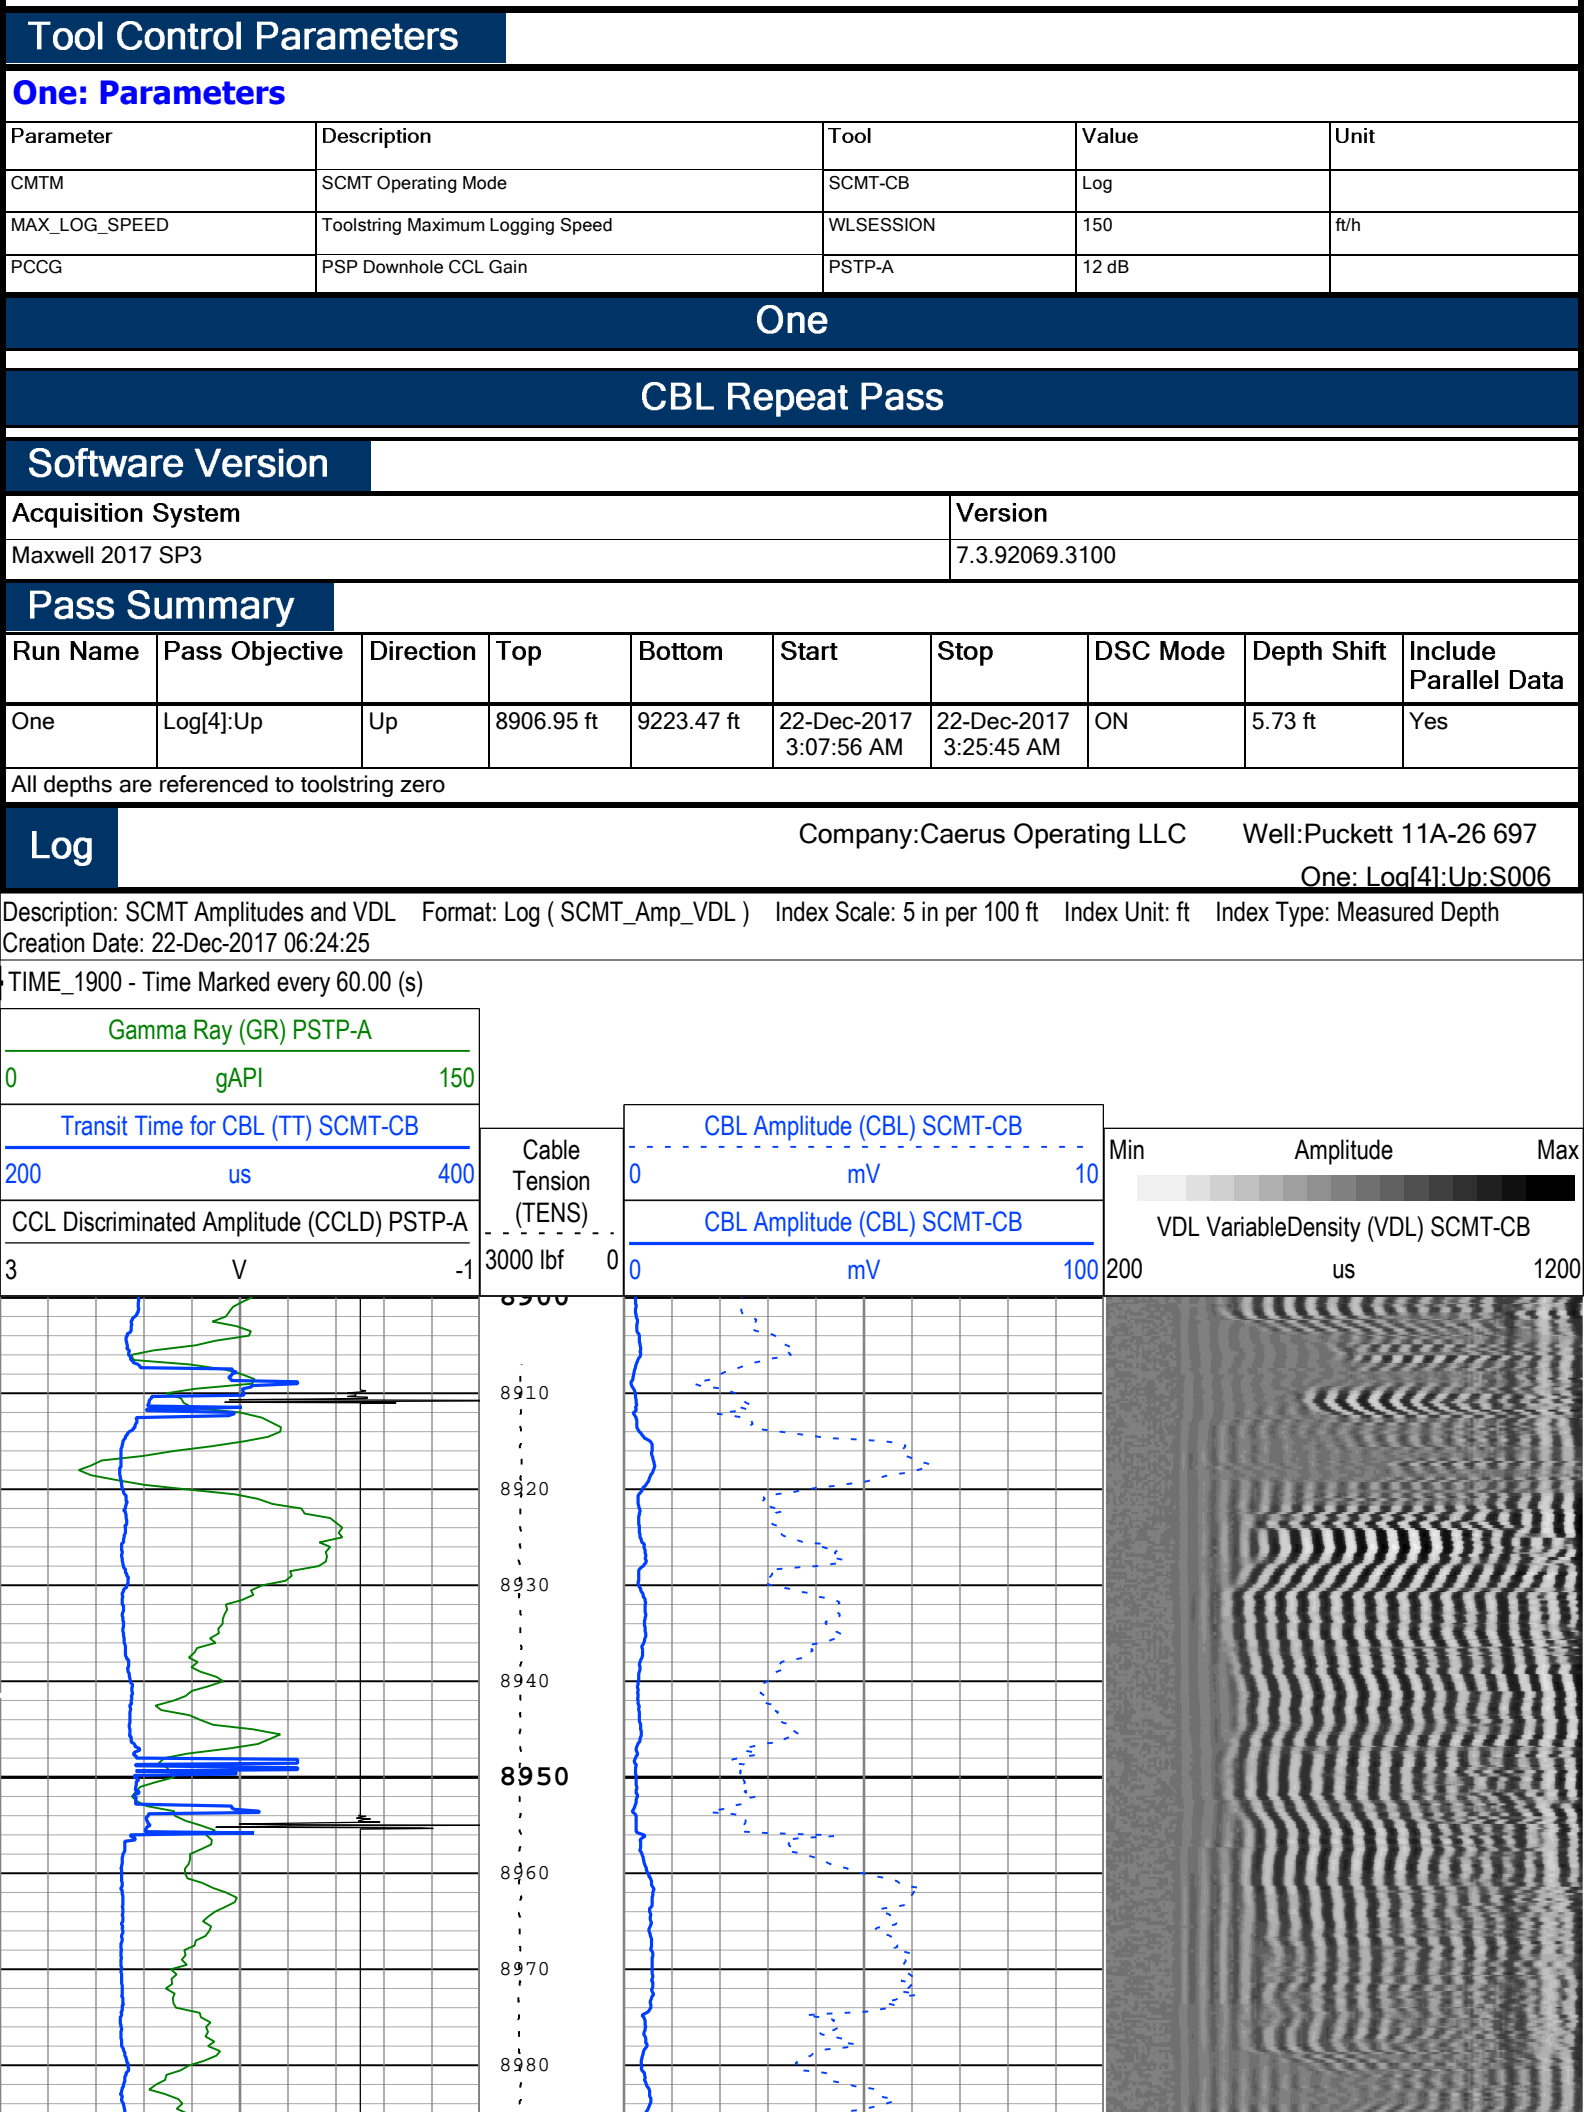 Tool Control Parameters
One: Parameters
Parameter Description Tool Value Unit
CMTM SCMT Operating Mode SCMT-CB Log
MAX_LOG_SPEED Toolstring Maximum Logging Speed WLSESSION 150 ft/h
PCCG PSP Downhole CCL Gain PSTP-A 12 dB
One
CBL Repeat Pass
Software Version
Acquisition System Version
Maxwell 2017 SP3 7.3.92069.3100
Pass Summary
Run Name Pass Objective Direction Top Bottom Start Stop DSC Mode Depth Shift Include
Parallel Data
One Log[4]:Up Up 8906.95 ft 9223.47 ft 22-Dec-2017 22-Dec-2017 ON 5.73 ft Yes
3:07:56 AM 3:25:45 AM
All depths are referenced to toolstring zero
Log
Company:Caerus Operating LLC Well:Puckett 11A-26 697
One: Log[4]:Up:S006
Description: SCMT Amplitudes and VDL Format: Log ( SCMT_Amp_VDL ) Index Scale: 5 in per 100 ft Index Unit: ft Index Type: Measured Depth
Creation Date: 22-Dec-2017 06:24:25
TIME_1900 - Time Marked every 60.00 (s)
Gamma Ray (GR) PSTP-A
0 gAPI 150
Transit Time for CBL (TT) SCMT-CB
200 us 400
CCL Discriminated Amplitude (CCLD) PSTP-A
3 V -1
Cable
Tension
(TENS)
3000 lbf 0
CBL Amplitude (CBL) SCMT-CB
0 mV 10
CBL Amplitude (CBL) SCMT-CB
0 mV 100
Min Amplitude Max
VDL VariableDensity (VDL) SCMT-CB
200 us 1200
8900
8910
8920
8930
8940
8950
8960
8970
8980